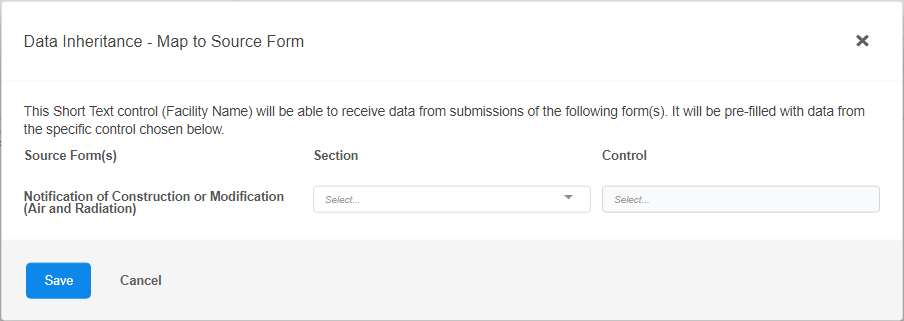 Data Inheritance - Map to Source Form
This Short Text control (Facility Name) will be able to receive data from submissions of the following form(s). It will be pre-filled with data from
the specific control chosen below.
Source Form(s) Section Control
Notification of Construction or Modification
(Air and Radiation)
Select... Select...
Save Cancel